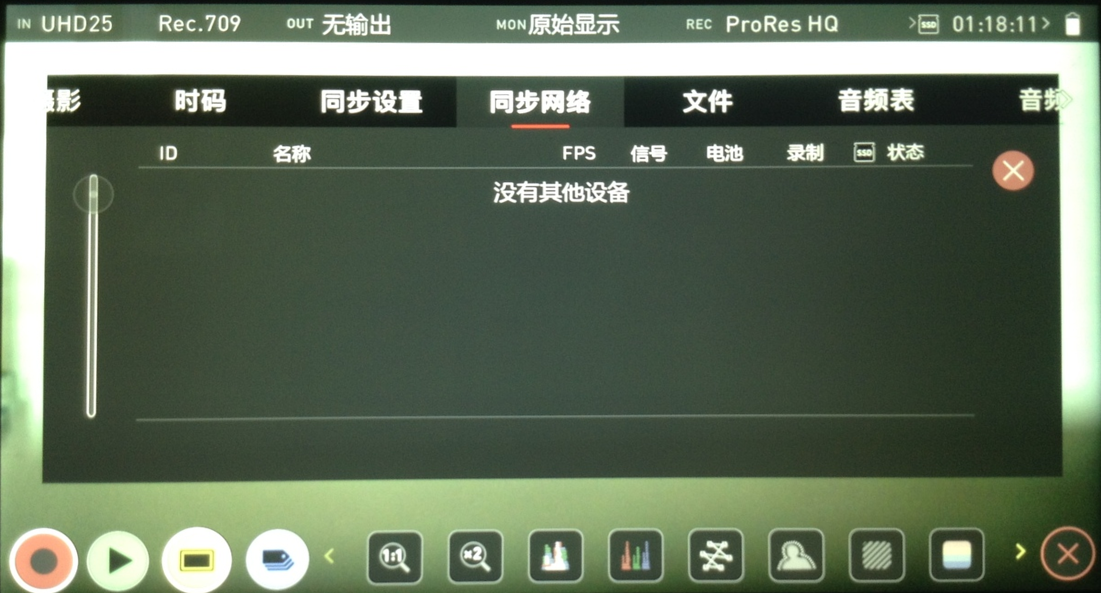 IN UHD25 Rec.709 OUT 无输出 MON 原始显示 REC ProRes HQ SSD 01:18:11
摄影 时码 同步设置 同步网络 文件 音频表 音频
ID 名称 FPS 信号 电池 录制 SSD 状态
没有其他设备
1:1 ×2